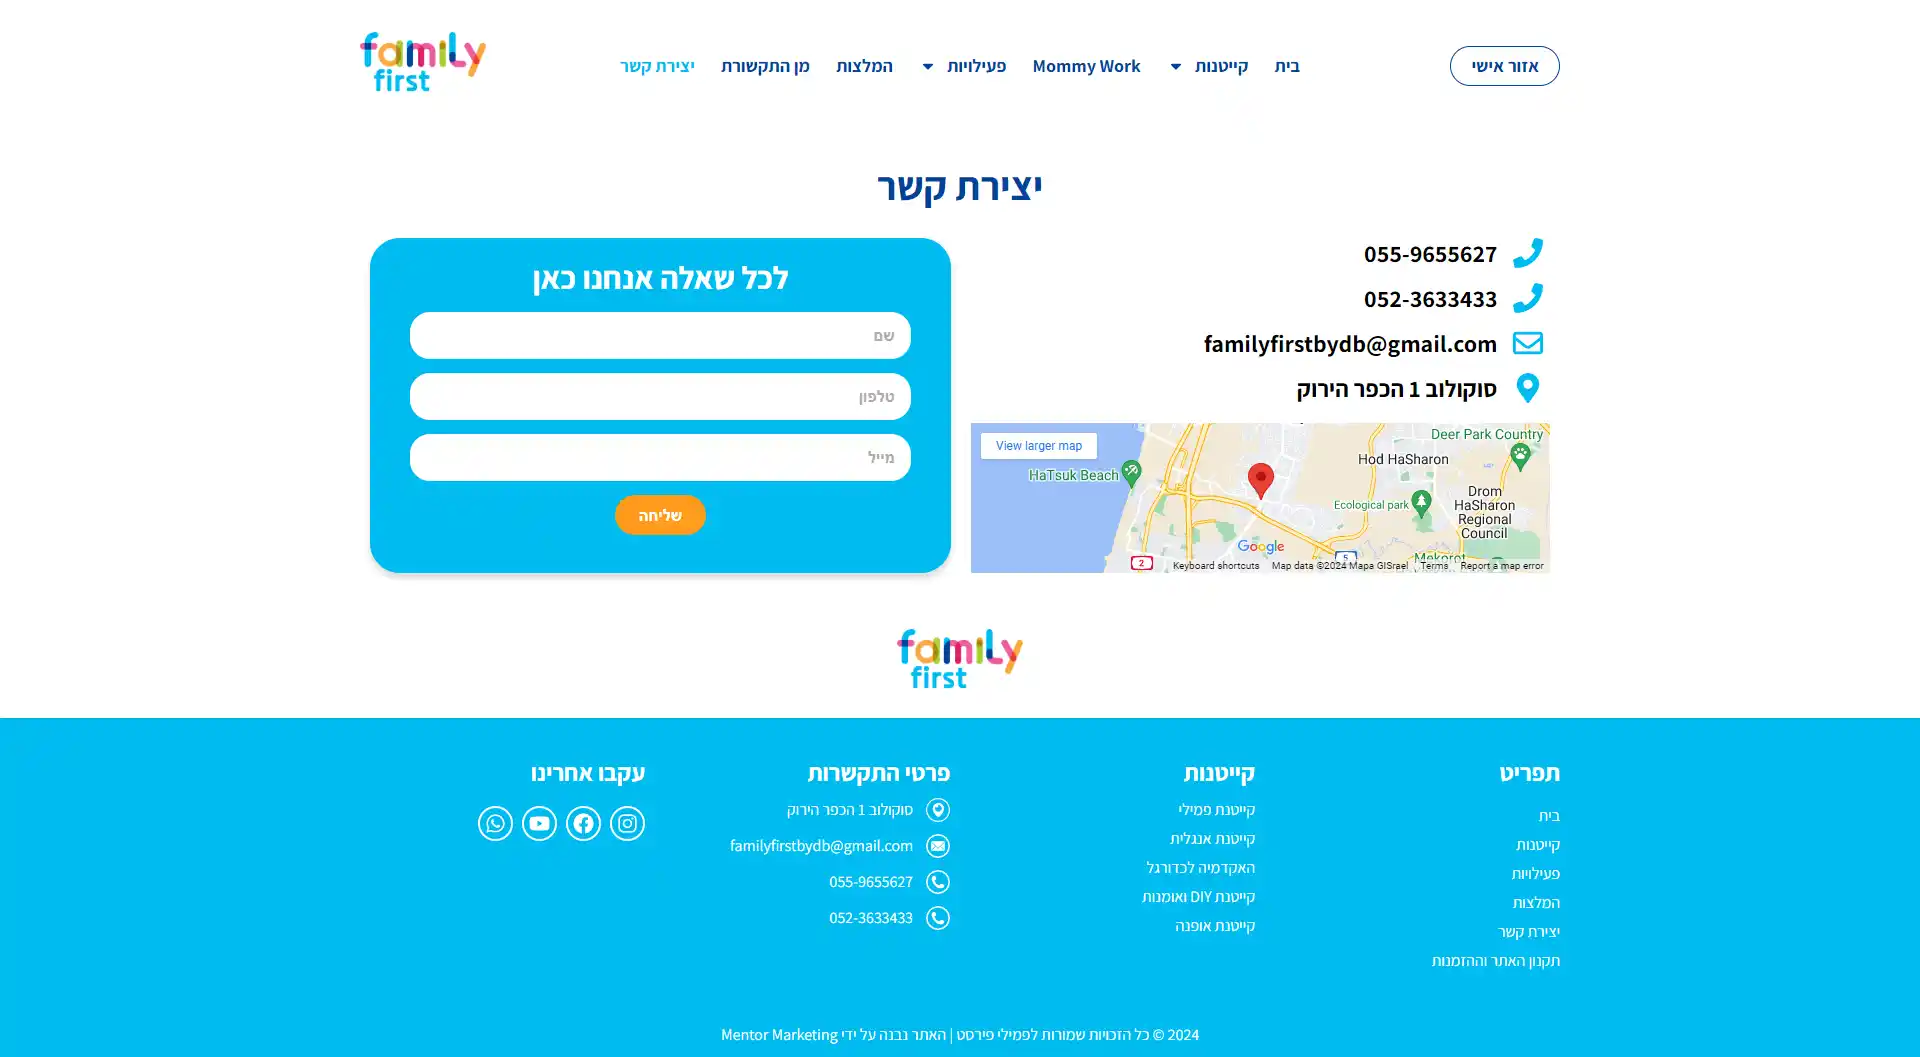 אזור אישי
בית
קייטנות
Mommy Work
פעילויות
המלצות
מן התקשורת
יצירת קשר
family
first
יצירת קשר
055-9655627
052-3633433
familyfirstbydb@gmail.com
סוקולוב 1 הכפר הירוק
View larger map
Deer Park Country
Hod HaSharon
HaTsuk Beach
Drom
HaSharon
Regional
Council
Ecological park
Google
5
Mekorot
2
Keyboard shortcuts
Map data ©2024 Mapa GISrael
Terms
Report a map error
לכל שאלה אנחנו כאן
שם
טלפון
מייל
שליחה
family
first
תפריט
בית
קייטנות
פעילויות
המלצות
יצירת קשר
תקנון האתר וההזמנות
קייטנות
קייטנת פמילי
קייטנת אנגלית
האקדמיה לכדורגל
קייטנת DIY ואומנות
קייטנת אופנה
פרטי התקשרות
סוקולוב 1 הכפר הירוק
familyfirstbydb@gmail.com
055-9655627
052-3633433
עקבו אחרינו
2024 © כל הזכויות שמורות לפמילי פירסט | האתר נבנה על ידי Mentor Marketing